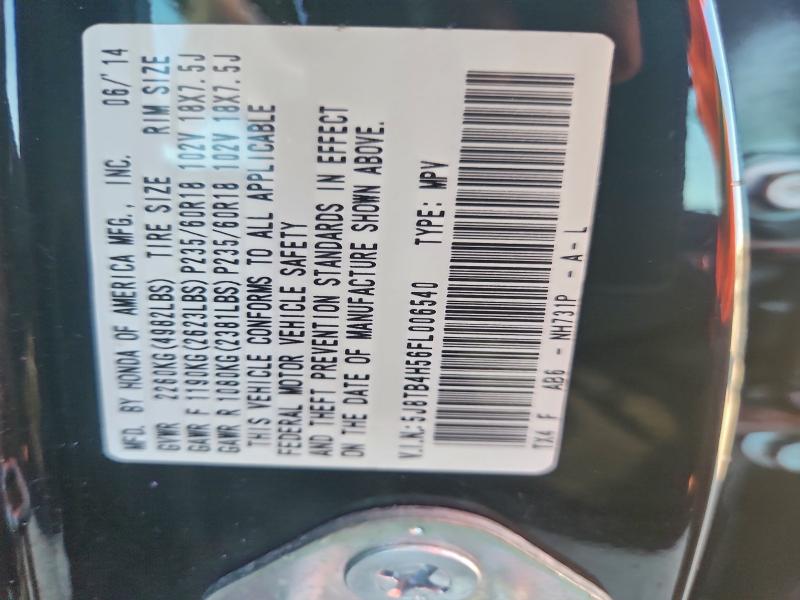 MFD. BY HONDA OF AMERICA MFG., INC. 06/'14
GVWR 2260KG(4982LBS) TIRE SIZE RIM SIZE
GAWR F 1190KG(2623LBS)P235/60R18 102V 18X7.5J
GAWR R 1080KG(2381LBS)P235/60R18 102V 18X7.5J
THIS VEHICLE CONFORMS TO ALL APPLICABLE
FEDERAL MOTOR VEHICLE SAFETY
AND THEFT PREVENTION STANDARDS IN EFFECT
ON THE DATE OF MANUFACTURE SHOWN ABOVE.
V.I.N:5J8TB4H56FL006540 TYPE: MPV
TX4 F AB6 - NH731P - A - L